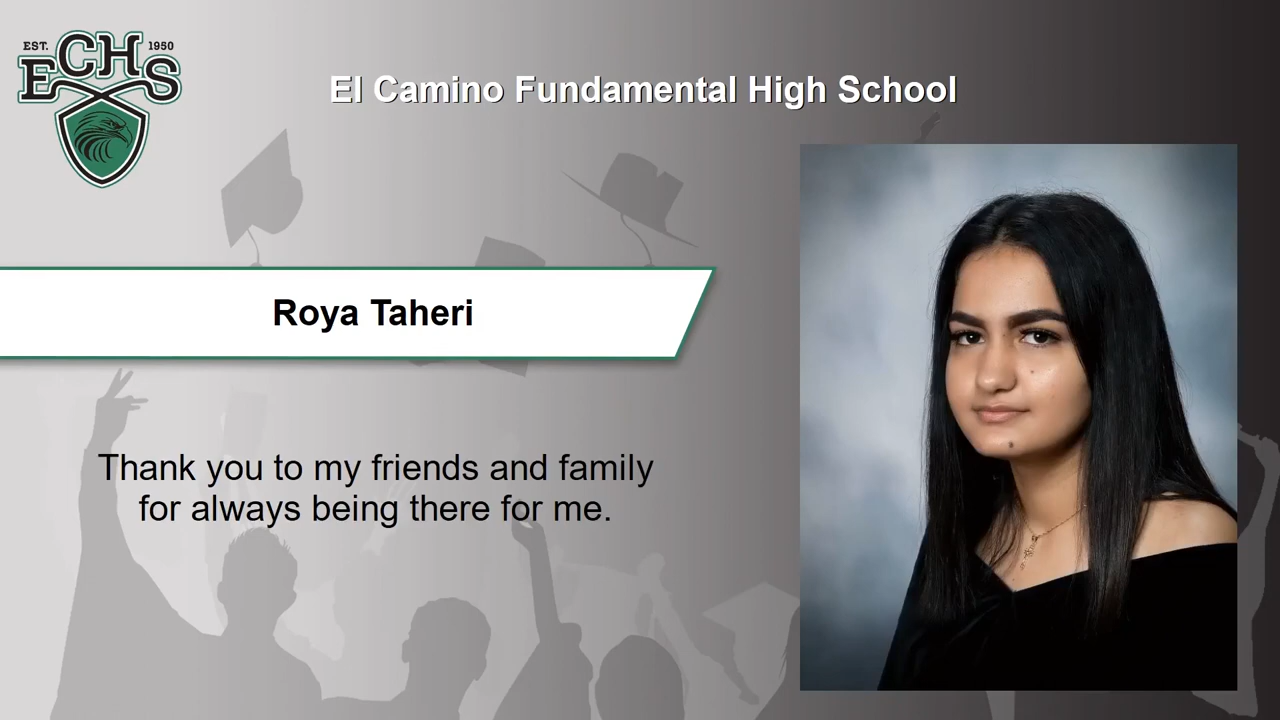 EST. ECHS 1950
El Camino Fundamental High School
Roya Taheri
Thank you to my friends and family
for always being there for me.